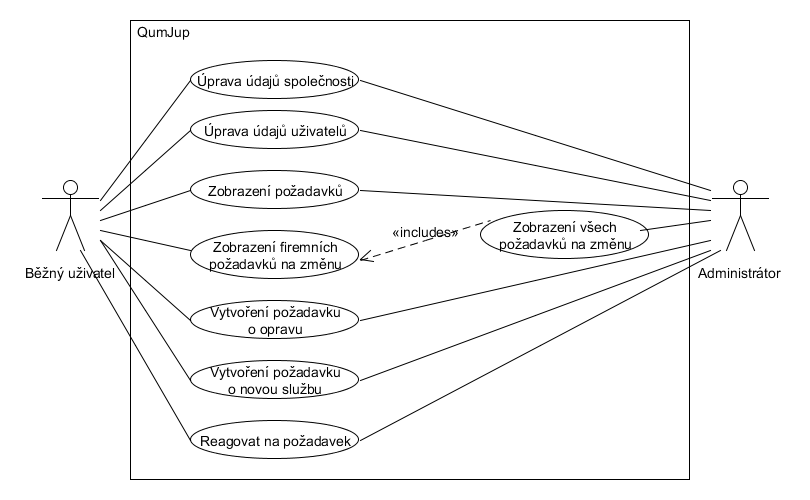 QumJup
Úprava údajů společnosti
Úprava údajů uživatelů
Zobrazení požadavků
«includes»
Zobrazení všech
požadavků na změnu
Zobrazení firemních
požadavků na změnu
Běžný uživatel
Administrátor
Vytvoření požadavku
o opravu
Vytvoření požadavku
o novou službu
Reagovat na požadavek